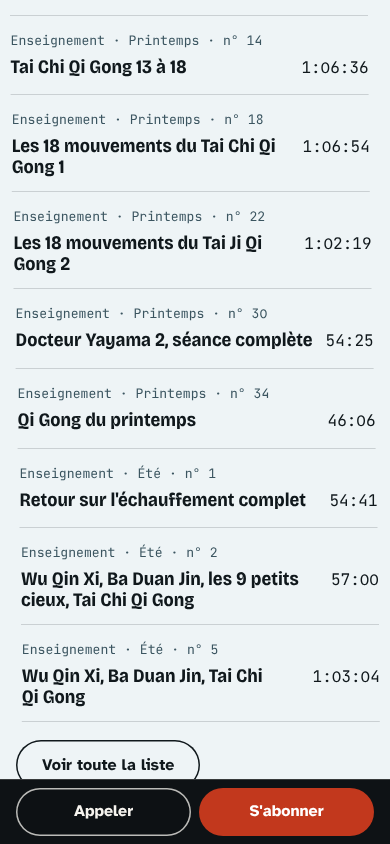 Enseignement · Printemps · n° 14
Tai Chi Qi Gong 13 à 18 1:06:36
Enseignement · Printemps · n° 18
Les 18 mouvements du Tai Chi Qi 1:06:54
Gong 1
Enseignement · Printemps · n° 22
Les 18 mouvements du Tai Ji Qi 1:02:19
Gong 2
Enseignement · Printemps · n° 30
Docteur Yayama 2, séance complète 54:25
Enseignement · Printemps · n° 34
Qi Gong du printemps 46:06
Enseignement · Été · n° 1
Retour sur l'échauffement complet 54:41
Enseignement · Été · n° 2
Wu Qin Xi, Ba Duan Jin, les 9 petits 57:00
cieux, Tai Chi Qi Gong
Enseignement · Été · n° 5
Wu Qin Xi, Ba Duan Jin, Tai Chi 1:03:04
Qi Gong
Voir toute la liste
Appeler S'abonner